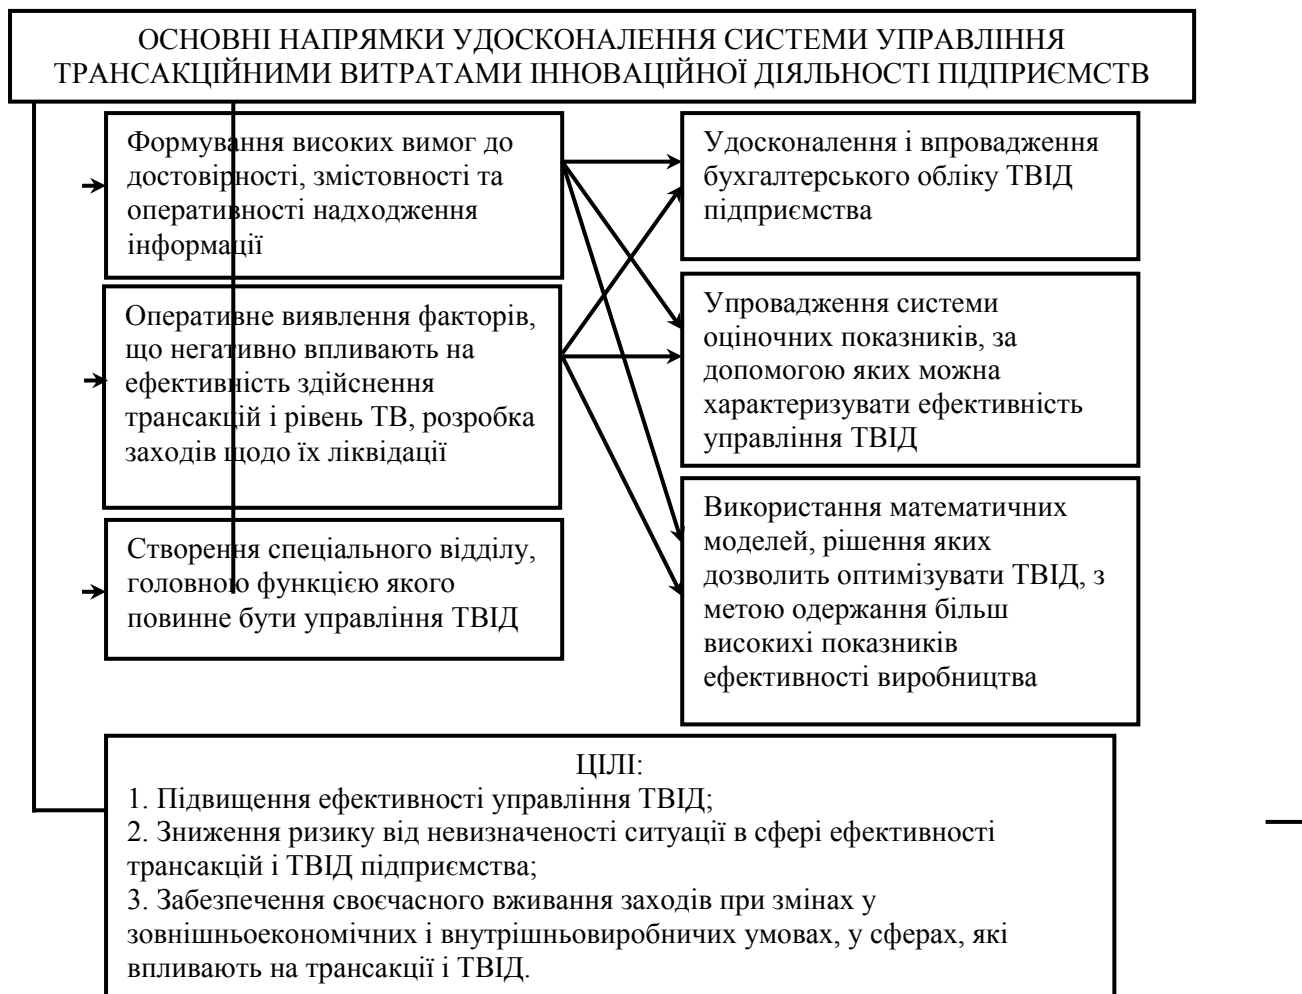 ОСНОВНІ НАПРЯМКИ УДОСКОНАЛЕННЯ СИСТЕМИ УПРАВЛІННЯ
ТРАНСАКЦІЙНИМИ ВИТРАТАМИ ІННОВАЦІЙНОЇ ДІЯЛЬНОСТІ ПІДПРИЄМСТВ
Формування високих вимог до
достовірності, змістовності та
оперативності надходження
інформації
Оперативне виявлення факторів,
що негативно впливають на
ефективність здійснення
трансакцій і рівень ТВ, розробка
заходів щодо їх ліквідації
Створення спеціального відділу,
головною функцією якого
повинне бути управління ТВІД
Удосконалення і впровадження
бухгалтерського обліку ТВІД
підприємства
Упровадження системи
оціночних показників, за
допомогою яких можна
характеризувати ефективність
управління ТВІД
Використання математичних
моделей, рішення яких
дозволить оптимізувати ТВІД, з
метою одержання більш
високихі показників
ефективності виробництва
ЦІЛІ:
1. Підвищення ефективності управління ТВІД;
2. Зниження ризику від невизначеності ситуації в сфері ефективності
трансакцій і ТВІД підприємства;
3. Забезпечення своєчасного вживання заходів при змінах у
зовнішньоекономічних і внутрішньовиробничих умовах, у сферах, які
впливають на трансакції і ТВІД.